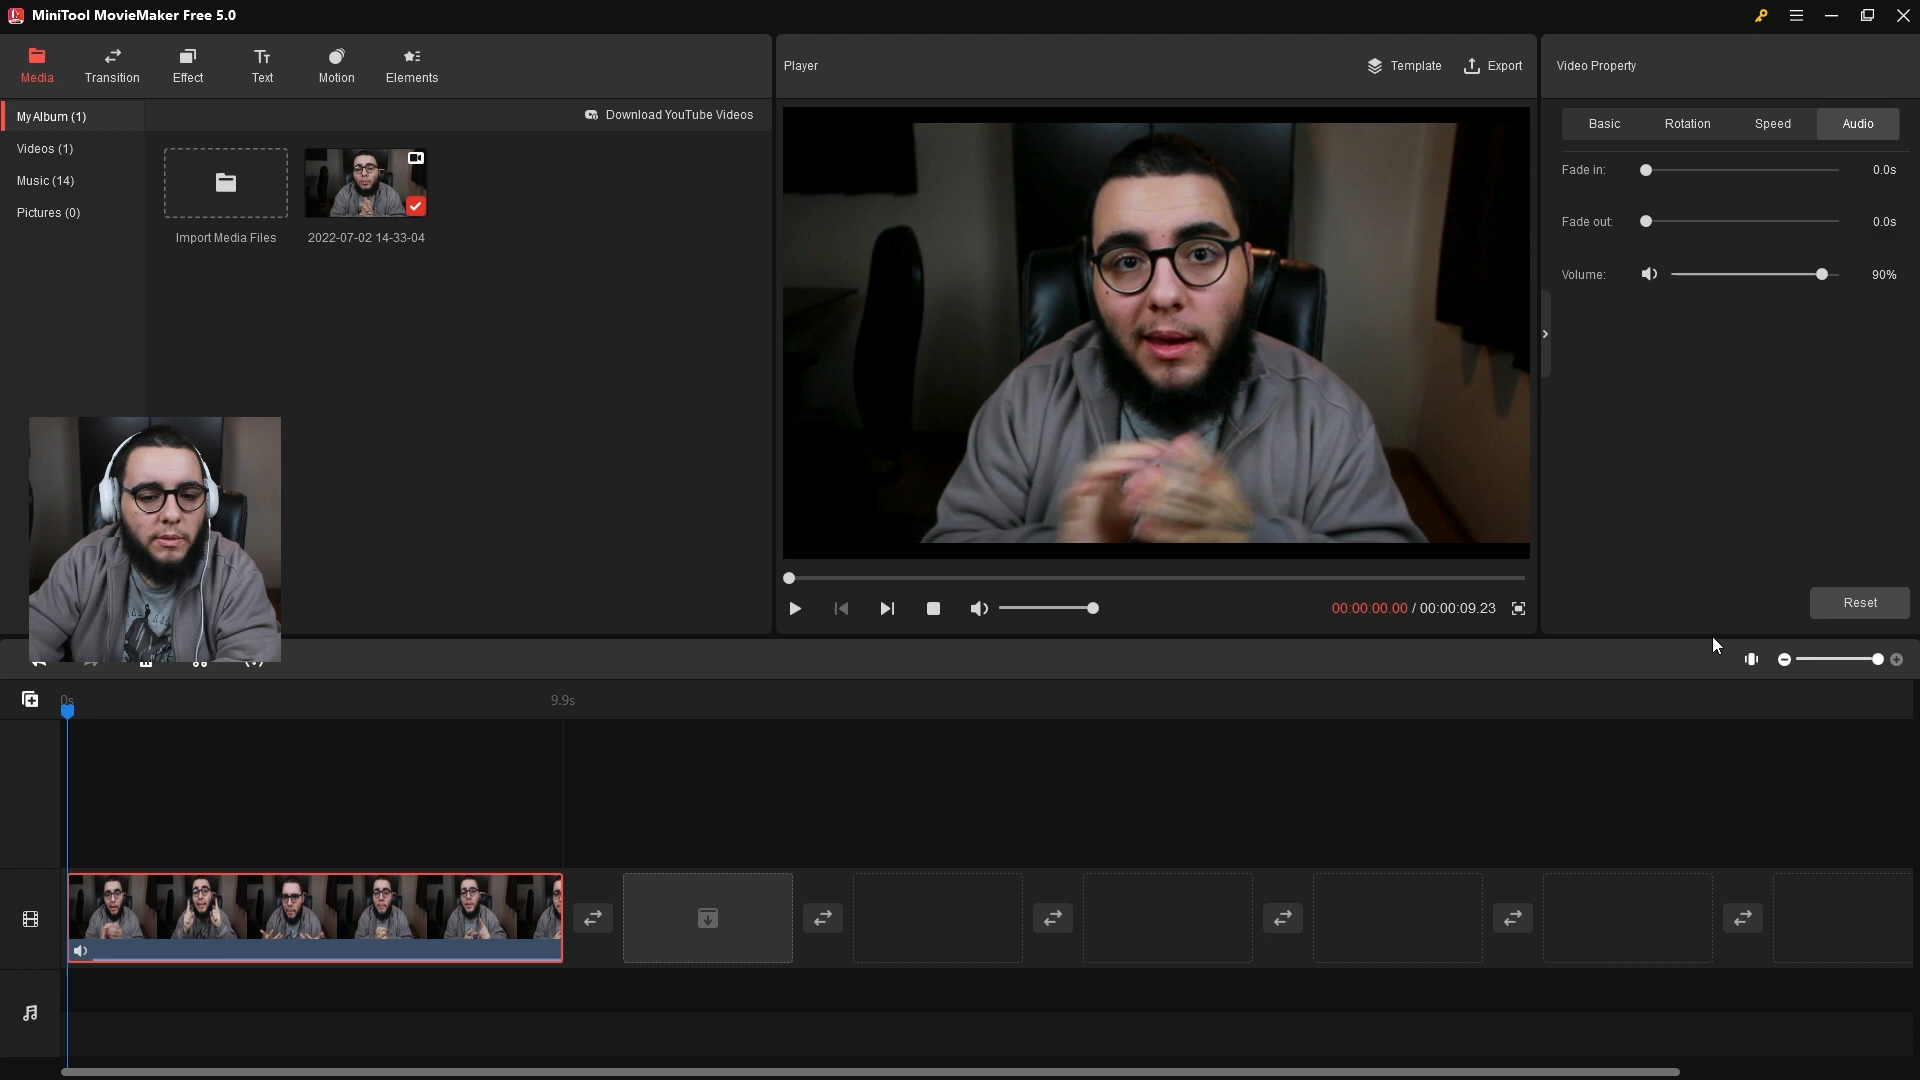 MiniTool MovieMaker Free 5.0
Media
Transition
Effect
Text
Motion
Elements
Player
Template
Export
Video Property
My Album (1)
Download YouTube Videos
Videos (1)
Music (14)
Pictures (0)
Import Media Files
2022-07-02 14-33-04
Basic
Rotation
Speed
Audio
Fade in:
0.0s
Fade out:
0.0s
Volume:
90%
00:00:00.00 / 00:00:09.23
Reset
0s
9.9s